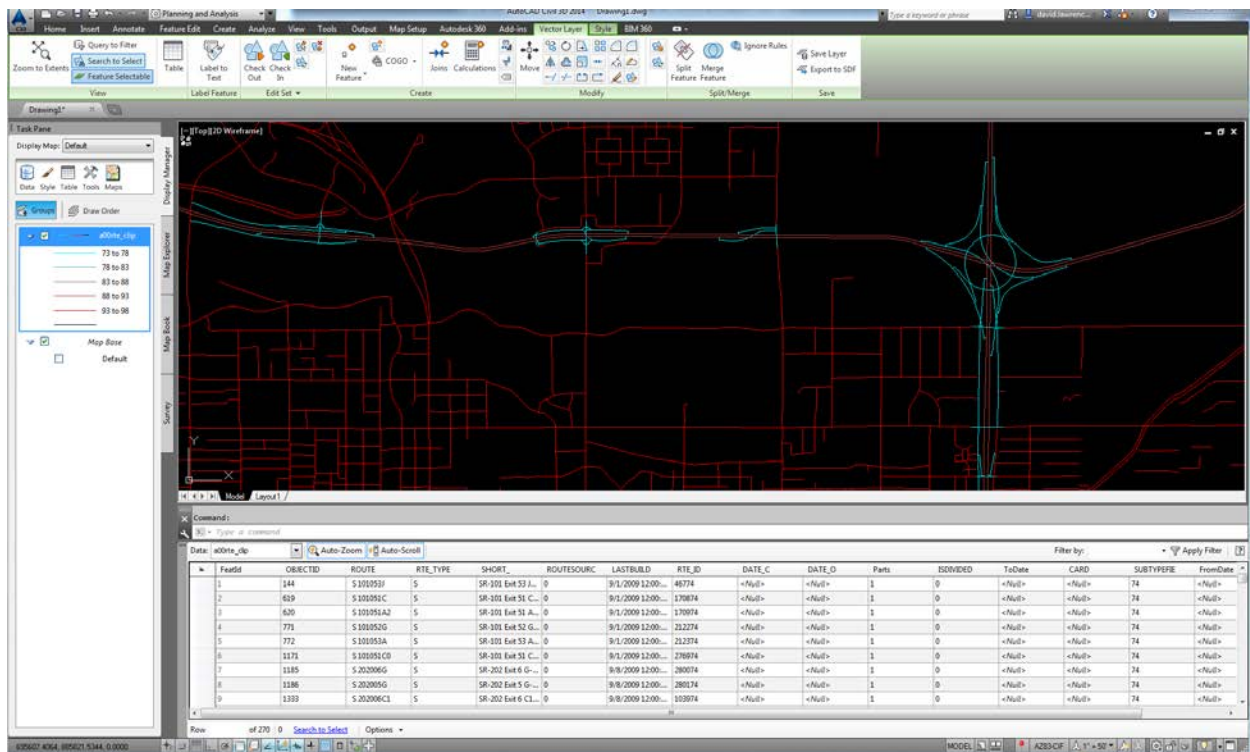 Planning and Analysis
AutoCAD Civil 3D 2014 Drawing1.dwg
Type a keyword or phrase
Home Insert Annotate Feature Edit Create Analyze View Tools Output Map Setup Autodesk 360 Add-ins Vector Layer Style BIM 360
Zoom to Extents
Query to Filter
Search to Select
Feature Selectable
Table
Label to Text
Check Out
Check In
New Feature
COGO
Joins
Calculations
Move
Split Feature
Merge Feature
Ignore Rules
Save Layer
Export to SDF
View Label Feature Edit Set Create Modify Split/Merge Save
Drawing1*
Task Pane
Display Map: Default
Data Style Table Tools Maps
Groups Draw Order
a00rte_clip
73 to 78
78 to 83
83 to 88
88 to 93
93 to 98
Map Base
Default
Display Manager
Map Explorer
Map Book
Survey
[-][Top][2D Wireframe]
Y
X
Model Layout1
Command:
Type a command
Data: a00rte_clip Auto-Zoom Auto-Scroll Filter by: Apply Filter
FeatId OBJECTID ROUTE RTE_TYPE SHORT_ ROUTESOURC LASTBUILD RTE_ID DATE_C DATE_O Parts ISDIVIDED ToDate CARD SUBTYPEFIE FromDate
1 144 S 101053J S SR-101 Exit 53 J... 0 9/1/2009 12:00:... 46774 <Null> <Null> 1 0 <Null> <Null> 74 <Null>
2 619 S 101051C S SR-101 Exit 51 C... 0 9/1/2009 12:00:... 170874 <Null> <Null> 1 0 <Null> <Null> 74 <Null>
3 620 S 101051A2 S SR-101 Exit 51 A... 0 9/1/2009 12:00:... 170974 <Null> <Null> 1 0 <Null> <Null> 74 <Null>
4 771 S 101052G S SR-101 Exit 52 G... 0 9/1/2009 12:00:... 212274 <Null> <Null> 1 0 <Null> <Null> 74 <Null>
5 772 S 101053A S SR-101 Exit 53 A... 0 9/1/2009 12:00:... 212374 <Null> <Null> 1 0 <Null> <Null> 74 <Null>
6 1171 S 101051C0 S SR-101 Exit 51 C... 0 9/1/2009 12:00:... 276974 <Null> <Null> 1 0 <Null> <Null> 74 <Null>
7 1185 S 202006G S SR-202 Exit 6 G-... 0 9/8/2009 12:00:... 280074 <Null> <Null> 1 0 <Null> <Null> 74 <Null>
8 1186 S 202005G S SR-202 Exit 5 G-... 0 9/8/2009 12:00:... 280174 <Null> <Null> 1 0 <Null> <Null> 74 <Null>
9 1333 S 202006C1 S SR-202 Exit 6 C1... 0 9/8/2009 12:00:... 103974 <Null> <Null> 1 0 <Null> <Null> 74 <Null>
Row of 270 0 Search to Select Options
MODEL AZ83-CIF 1" = 50'